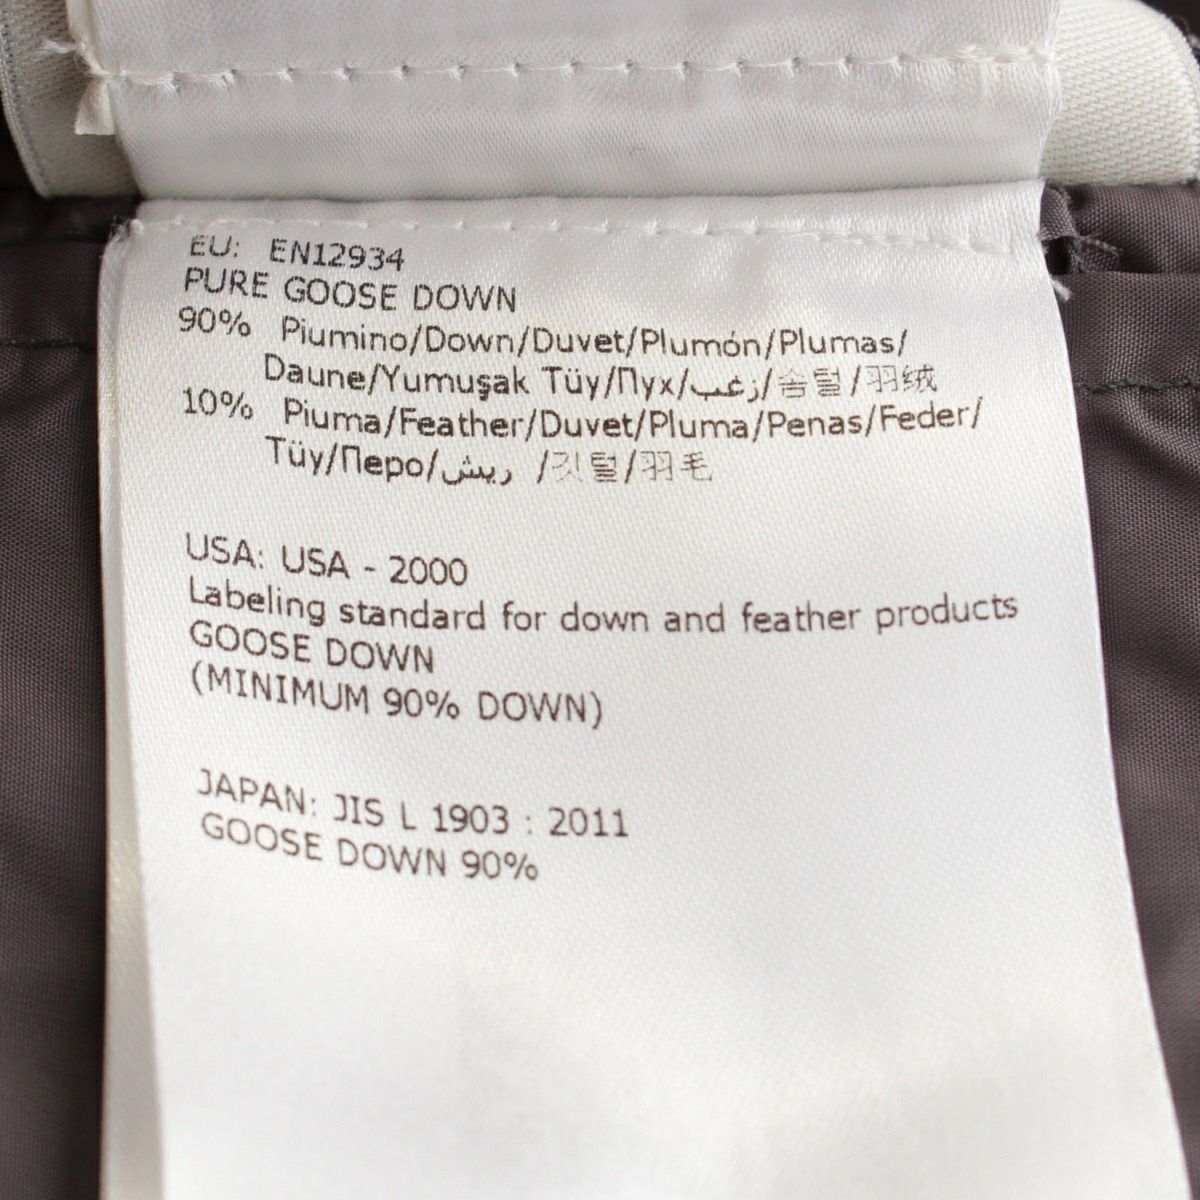 EU: EN12934
PURE GOOSE DOWN
90% Piumino/Down/Duvet/Plumón/Plumas/
Daune/Yumuşak Tüy/Пух/زغب/솜털/羽绒
10% Piuma/Feather/Duvet/Pluma/Penas/Feder/
Tüy/Перо/ريش /깃털/羽毛
USA: USA - 2000
Labeling standard for down and feather products
GOOSE DOWN
(MINIMUM 90% DOWN)
JAPAN: JIS L 1903 : 2011
GOOSE DOWN 90%